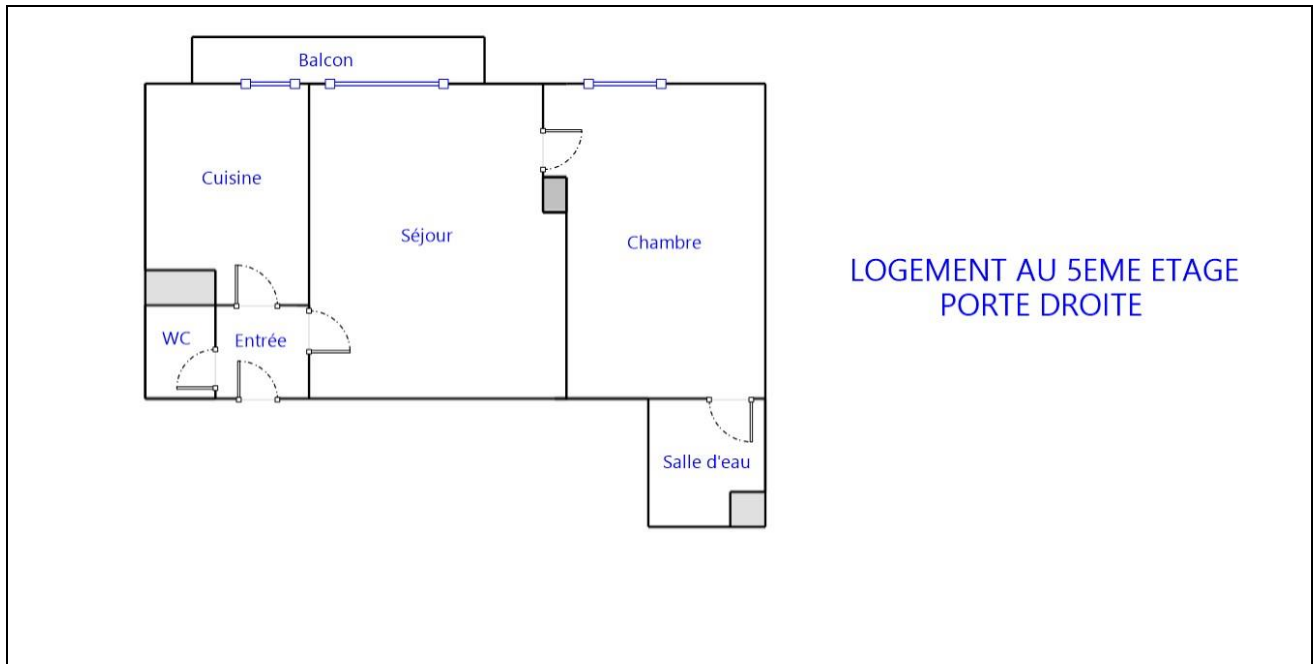 Balcon
Cuisine
Séjour
Chambre
LOGEMENT AU 5EME ETAGE
PORTE DROITE
WC
Entrée
Salle d'eau